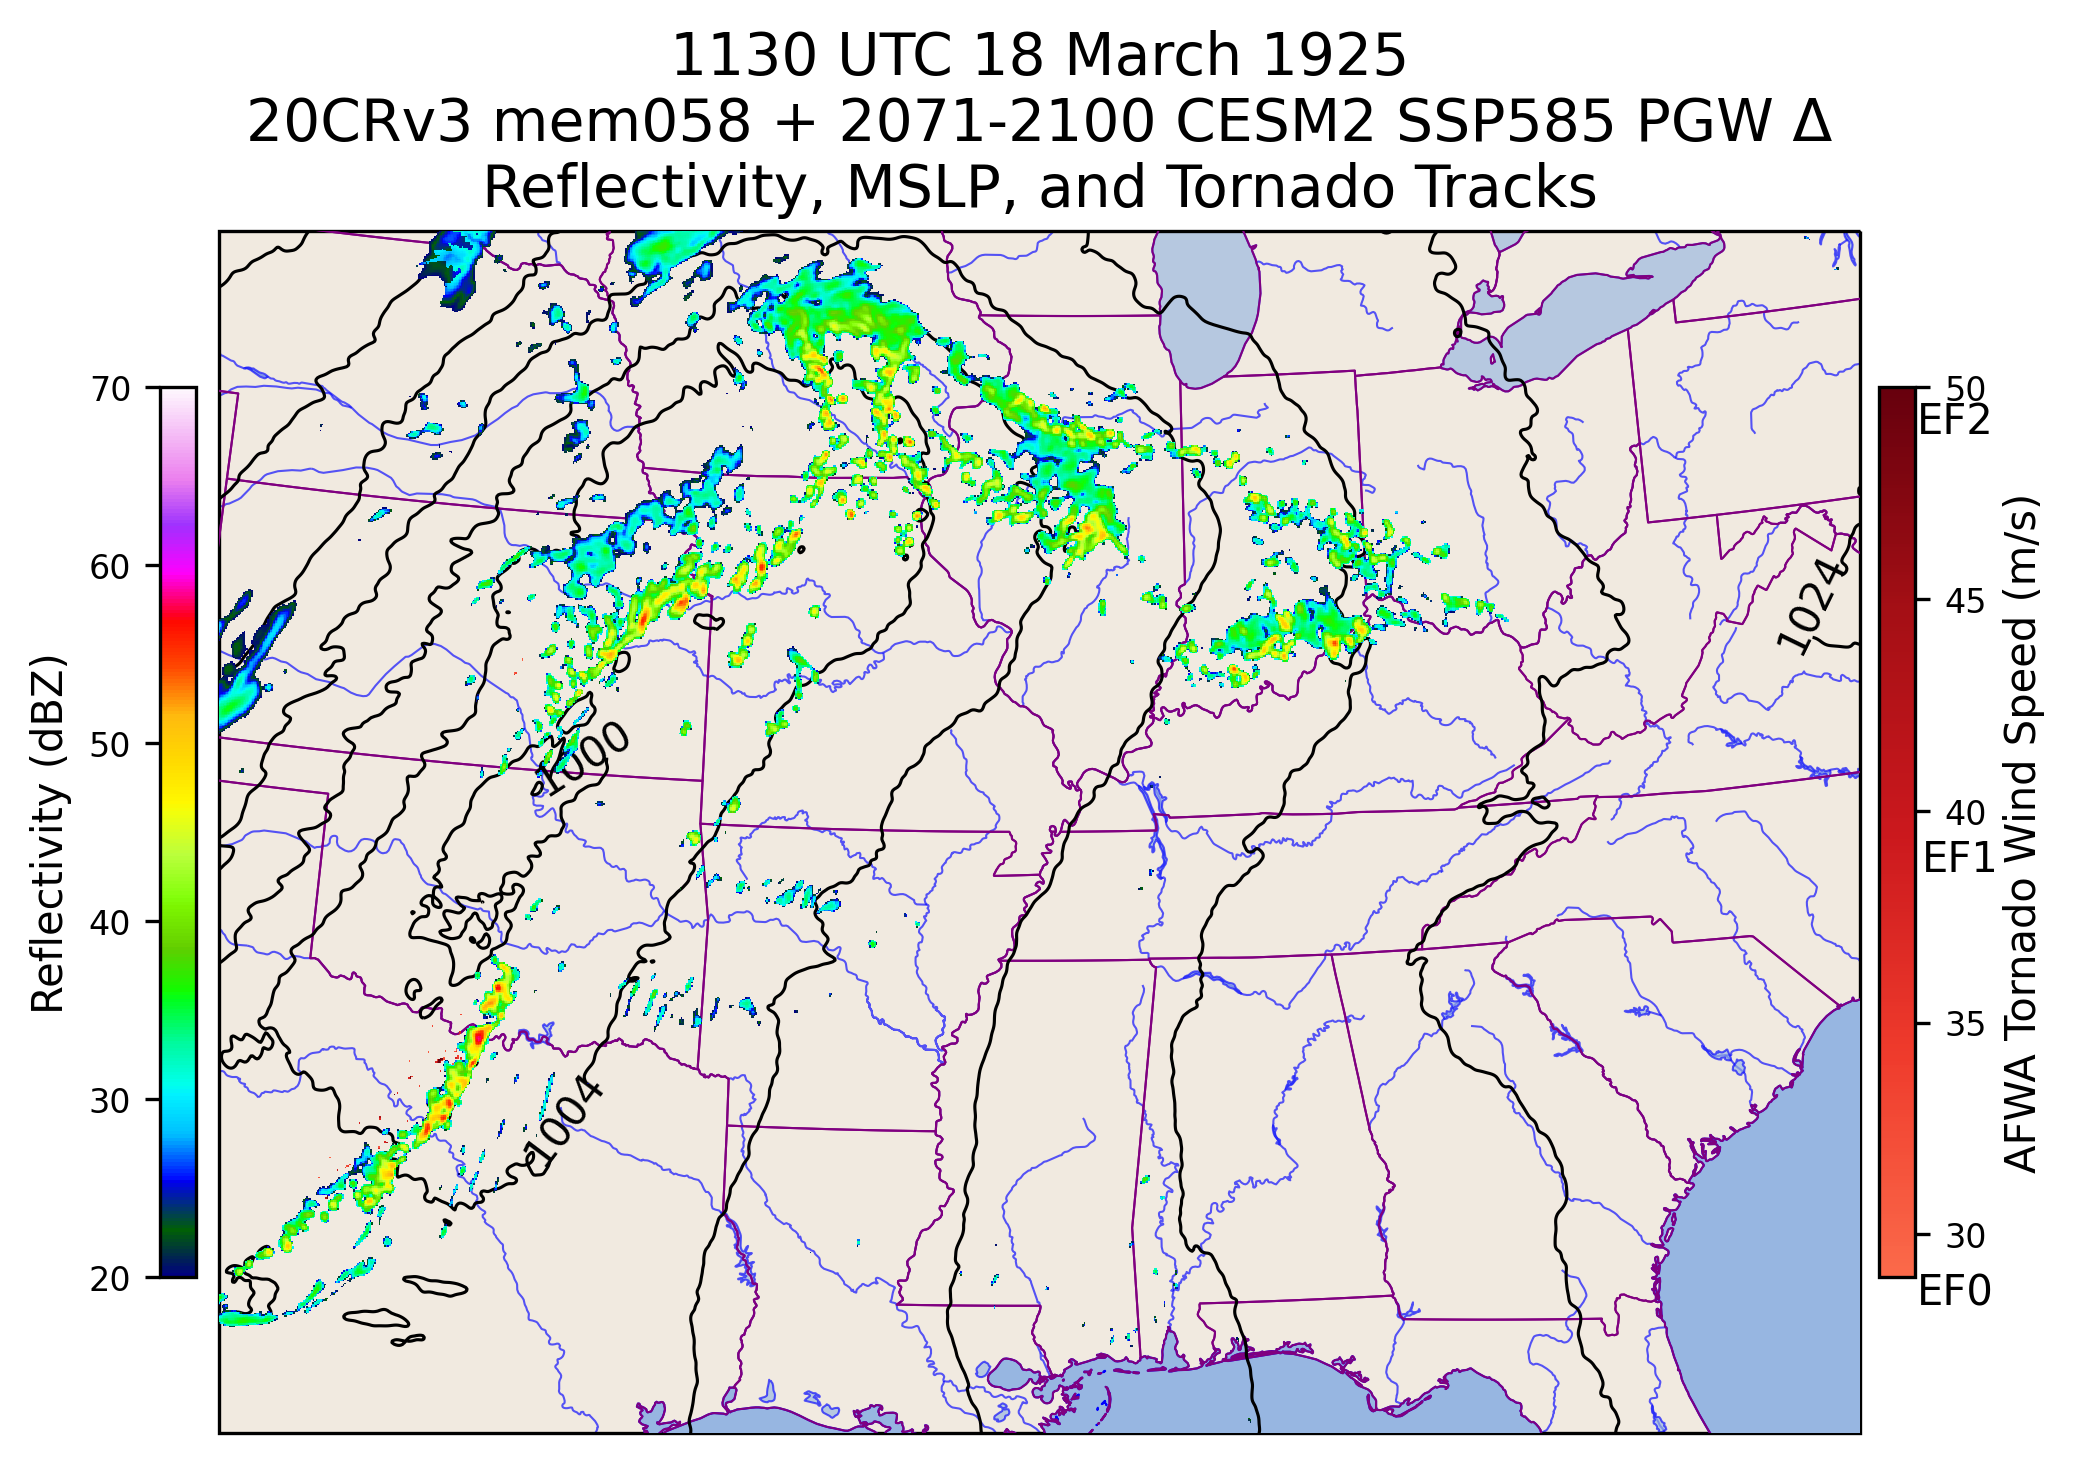 1130 UTC 18 March 1925
20CRv3 mem058 + 2071-2100 CESM2 SSP585 PGW Δ
Reflectivity, MSLP, and Tornado Tracks
Reflectivity (dBZ)
70
60
50
40
30
20
1000
1004
1024
50
EF2
45
40
EF1
35
30
EF0
AFWA Tornado Wind Speed (m/s)